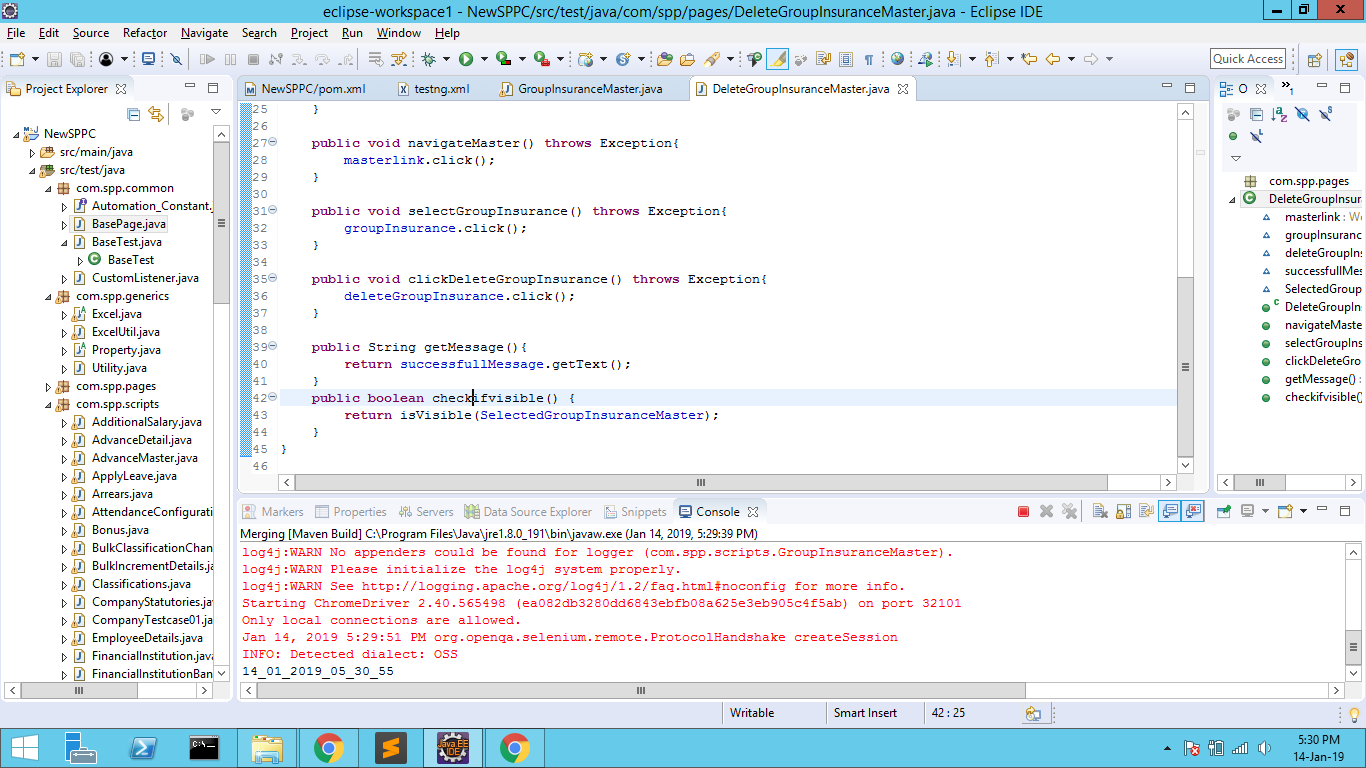 eclipse-workspace1 - NewSPPC/src/test/java/com/spp/pages/DeleteGroupInsuranceMaster.java - Eclipse IDE
File Edit Source Refactor Navigate Search Project Run Window Help
Quick Access
Project Explorer
NewSPPC
src/main/java
src/test/java
com.spp.common
Automation_Constant.
BasePage.java
BaseTest.java
BaseTest
CustomListener.java
com.spp.generics
Excel.java
ExcelUtil.java
Property.java
Utility.java
com.spp.pages
com.spp.scripts
AdditionalSalary.java
AdvanceDetail.java
AdvanceMaster.java
ApplyLeave.java
Arrears.java
AttendanceConfigurati
Bonus.java
BulkClassificationChan
BulkIncrementDetails.ja
Classifications.java
CompanyStatutories.jav
CompanyTestcase01.ja
EmployeeDetails.java
FinancialInstitution.java
FinancialInstitutionBan
NewSPPC/pom.xml testng.xml GroupInsuranceMaster.java DeleteGroupInsuranceMaster.java
25 }
26
27 public void navigateMaster() throws Exception{
28 masterlink.click();
29 }
30
31 public void selectGroupInsurance() throws Exception{
32 groupInsurance.click();
33 }
34
35 public void clickDeleteGroupInsurance() throws Exception{
36 deleteGroupInsurance.click();
37 }
38
39 public String getMessage(){
40 return successfullMessage.getText();
41 }
42 public boolean checkifvisible() {
43 return isVisible(SelectedGroupInsuranceMaster);
44 }
45 }
46
O »1
com.spp.pages
DeleteGroupInsur
masterlink : We
groupInsuranc
deleteGroupIns
successfullMes
SelectedGroup
DeleteGroupIn
navigateMaste
selectGroupIns
clickDeleteGro
getMessage() :
checkifvisible()
Markers Properties Servers Data Source Explorer Snippets Console
Merging [Maven Build] C:\Program Files\Java\jre1.8.0_191\bin\javaw.exe (Jan 14, 2019, 5:29:39 PM)
log4j:WARN No appenders could be found for logger (com.spp.scripts.GroupInsuranceMaster).
log4j:WARN Please initialize the log4j system properly.
log4j:WARN See http://logging.apache.org/log4j/1.2/faq.html#noconfig for more info.
Starting ChromeDriver 2.40.565498 (ea082db3280dd6843ebfb08a625e3eb905c4f5ab) on port 32101
Only local connections are allowed.
Jan 14, 2019 5:29:51 PM org.openqa.selenium.remote.ProtocolHandshake createSession
INFO: Detected dialect: OSS
14_01_2019_05_30_55
Writable Smart Insert 42 : 25
Java EE
IDE
5:30 PM
14-Jan-19